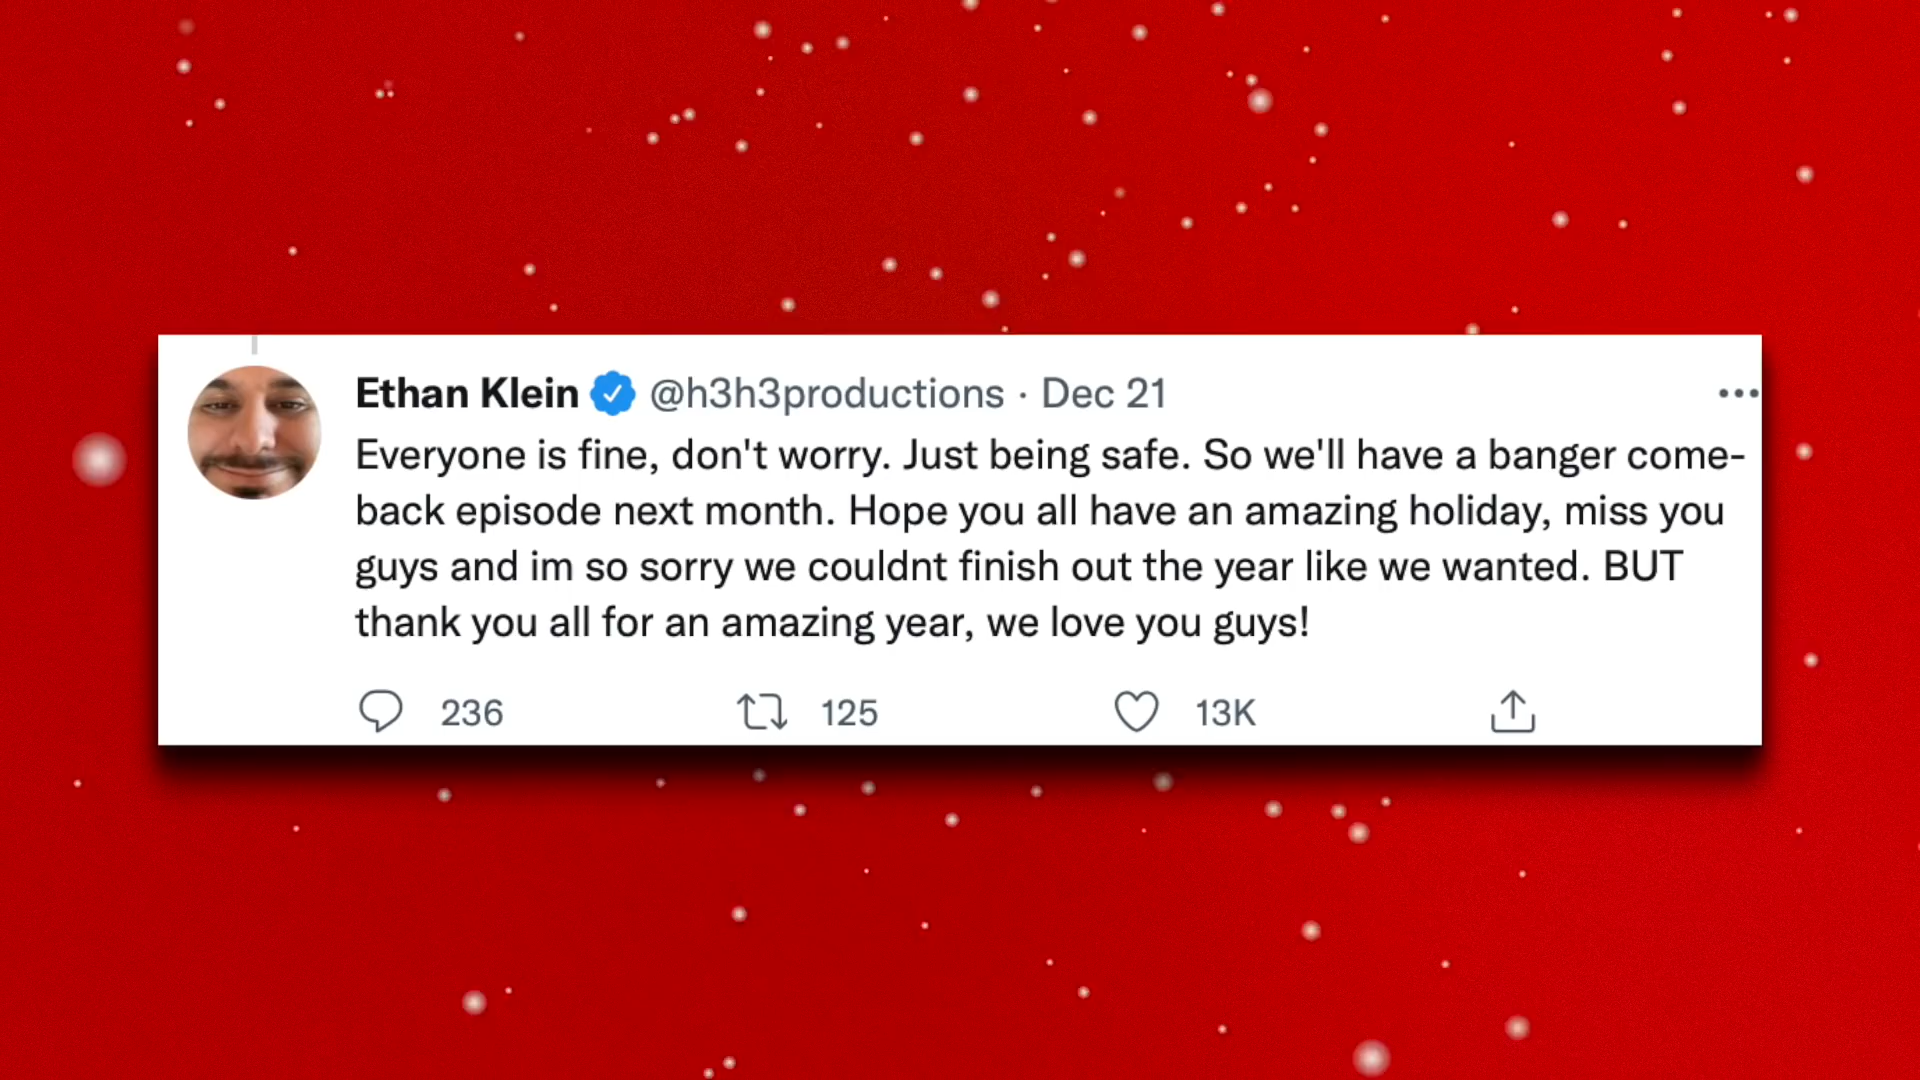 Ethan Klein @h3h3productions · Dec 21
Everyone is fine, don't worry. Just being safe. So we'll have a banger come-
back episode next month. Hope you all have an amazing holiday, miss you
guys and im so sorry we couldnt finish out the year like we wanted. BUT
thank you all for an amazing year, we love you guys!
236 125 13K